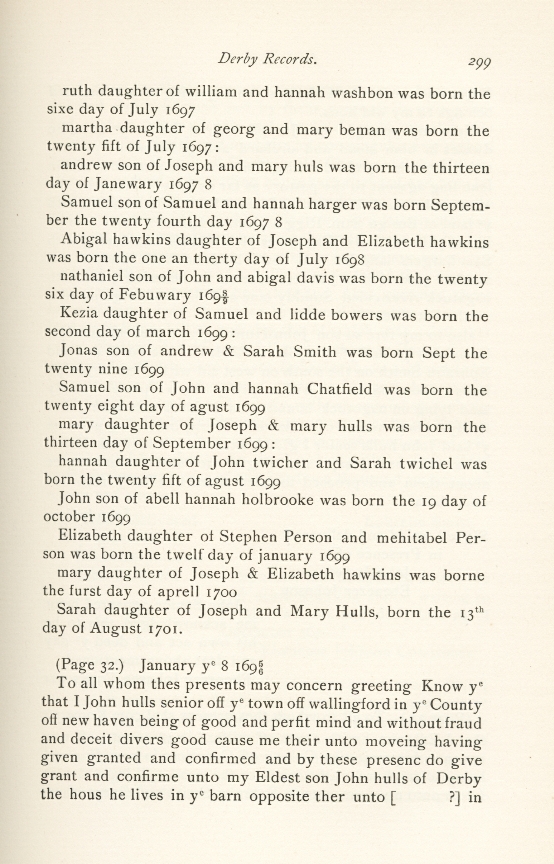 Derby Records. 299
ruth daughter of william and hannah washbon was born the
sixe day of July 1697
martha daughter of georg and mary beman was born the
twenty fift of July 1697:
andrew son of Joseph and mary huls was born the thirteen
day of Janewary 1697 8
Samuel son of Samuel and hannah harger was born Septem-
ber the twenty fourth day 1697 8
Abigal hawkins daughter of Joseph and Elizabeth hawkins
was born the one an therty day of July 1698
nathaniel son of John and abigal davis was born the twenty
six day of Febuwary 169 8/9
Kezia daughter of Samuel and lidde bowers was born the
second day of march 1699:
Jonas son of andrew & Sarah Smith was born Sept the
twenty nine 1699
Samuel son of John and hannah Chatfield was born the
twenty eight day of agust 1699
mary daughter of Joseph & mary hulls was born the
thirteen day of September 1699:
hannah daughter of John twicher and Sarah twichel was
born the twenty fift of agust 1699
John son of abell hannah holbrooke was born the 19 day of
october 1699
Elizabeth daughter of Stephen Person and mehitabel Per-
son was born the twelf day of january 1699
mary daughter of Joseph & Elizabeth hawkins was borne
the furst day of aprell 1700
Sarah daughter of Joseph and Mary Hulls, born the 13th
day of August 1701.
(Page 32.) January ye 8 169 5/6
To all whom thes presents may concern greeting Know ye
that I John hulls senior off ye town off wallingford in ye County
off new haven being of good and perfit mind and without fraud
and deceit divers good cause me their unto moveing having
given granted and confirmed and by these presenc do give
grant and confirme unto my Eldest son John hulls of Derby
the hous he lives in ye barn opposite ther unto [ ?] in